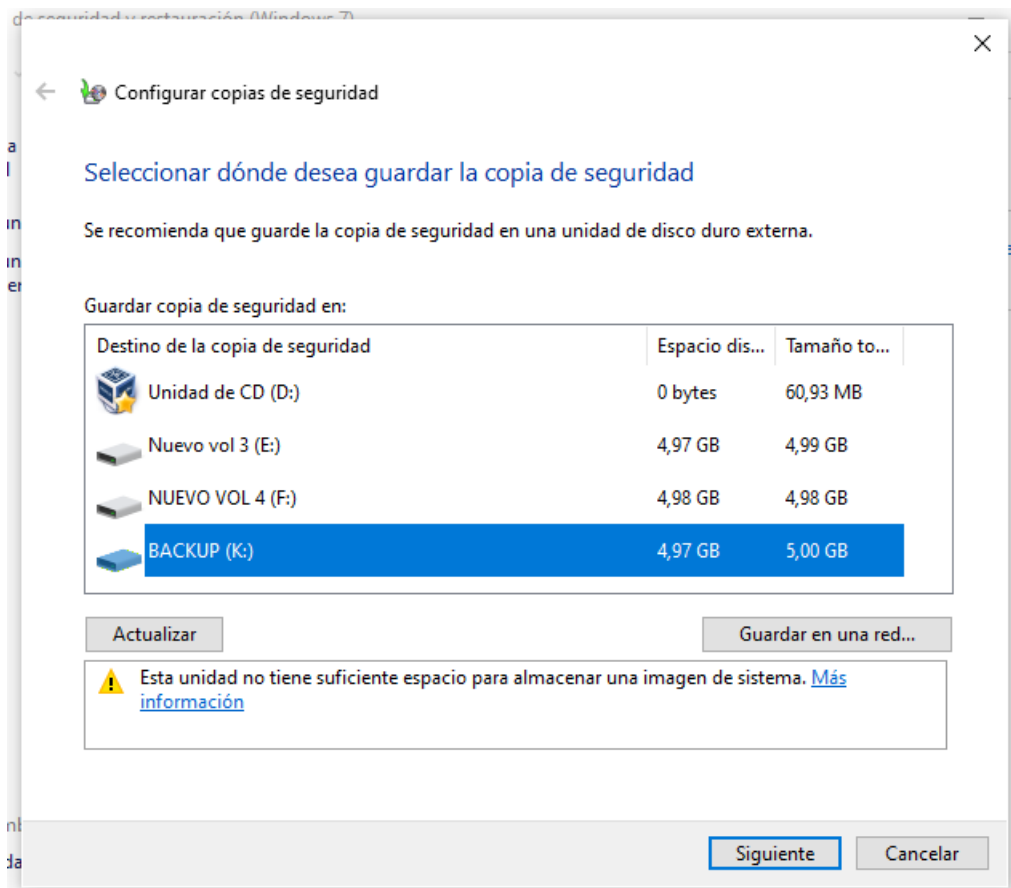 de seguridad y restauración (Windows 7)
Configurar copias de seguridad
Seleccionar dónde desea guardar la copia de seguridad
Se recomienda que guarde la copia de seguridad en una unidad de disco duro externa.
Guardar copia de seguridad en:
Destino de la copia de seguridad Espacio dis... Tamaño to...
Unidad de CD (D:) 0 bytes 60,93 MB
Nuevo vol 3 (E:) 4,97 GB 4,99 GB
NUEVO VOL 4 (F:) 4,98 GB 4,98 GB
BACKUP (K:) 4,97 GB 5,00 GB
Actualizar Guardar en una red...
Esta unidad no tiene suficiente espacio para almacenar una imagen de sistema. Más
información
Siguiente Cancelar